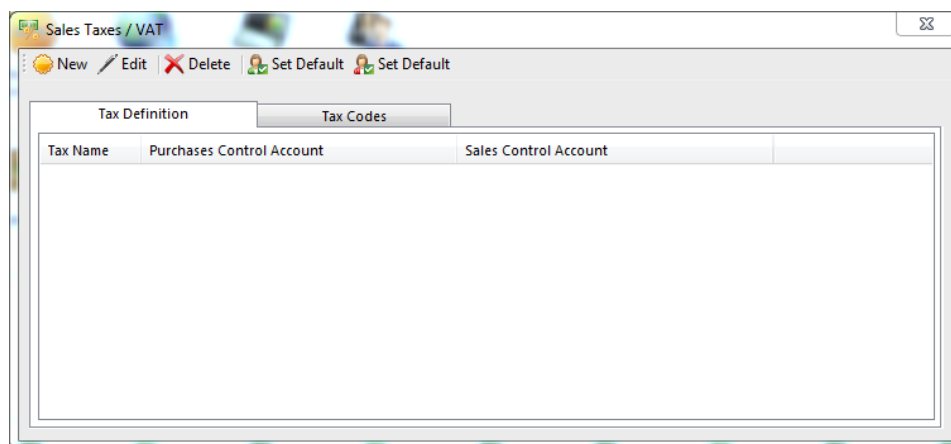 Sales Taxes / VAT
New Edit Delete Set Default Set Default
Tax Definition Tax Codes
Tax Name Purchases Control Account Sales Control Account